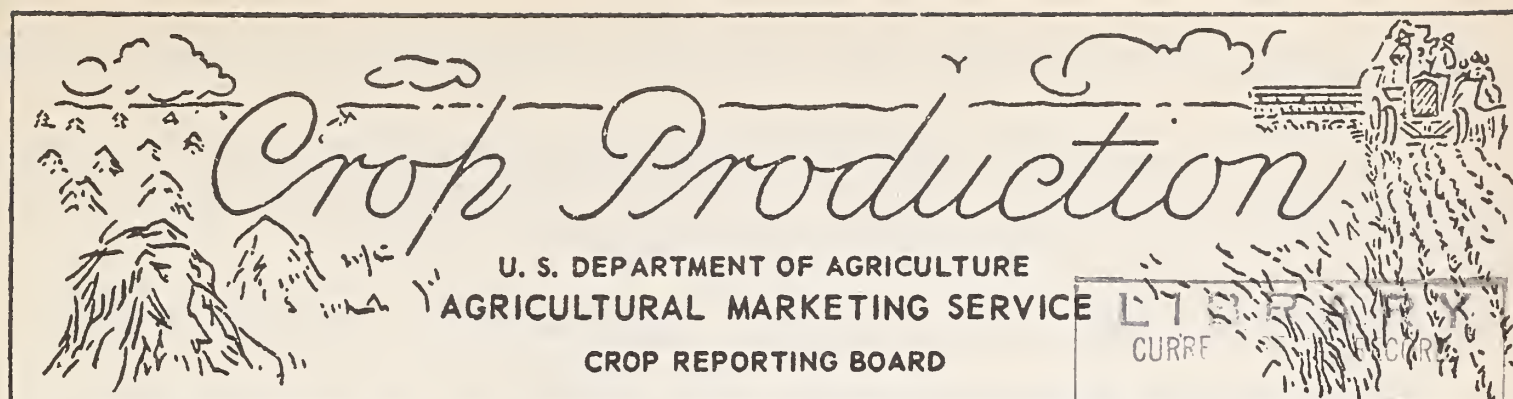 Crop Production
U. S. DEPARTMENT OF AGRICULTURE
AGRICULTURAL MARKETING SERVICE
LIBRARY
CROP REPORTING BOARD